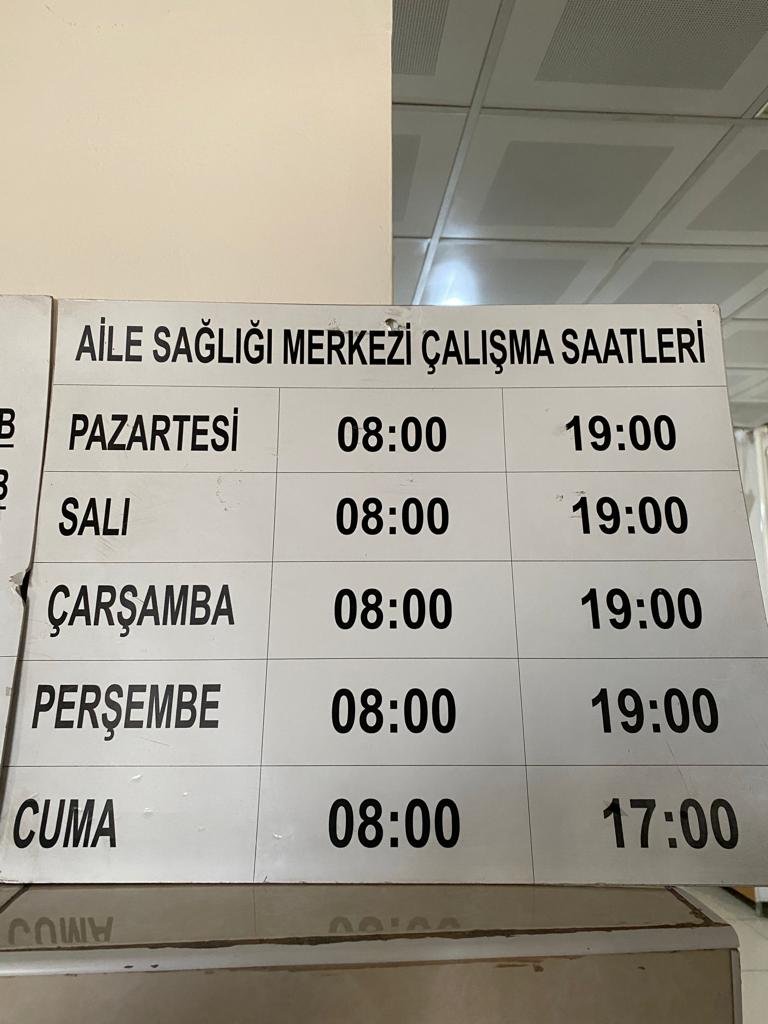 AİLE SAĞLIĞI MERKEZİ ÇALIŞMA SAATLERİ
PAZARTESİ 08:00 19:00
SALI 08:00 19:00
ÇARŞAMBA 08:00 19:00
PERŞEMBE 08:00 19:00
CUMA 08:00 17:00
B
B